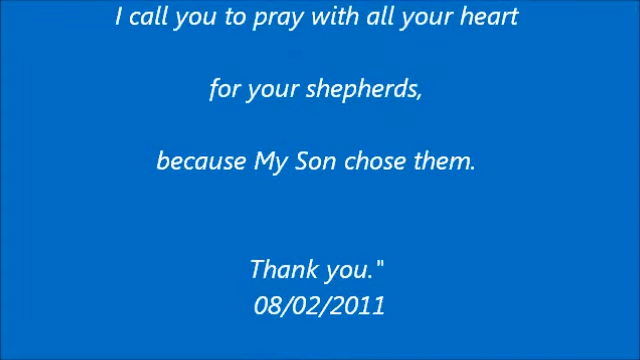 I call you to pray with all your heart
for your shepherds,
because My Son chose them.
Thank you."
08/02/2011